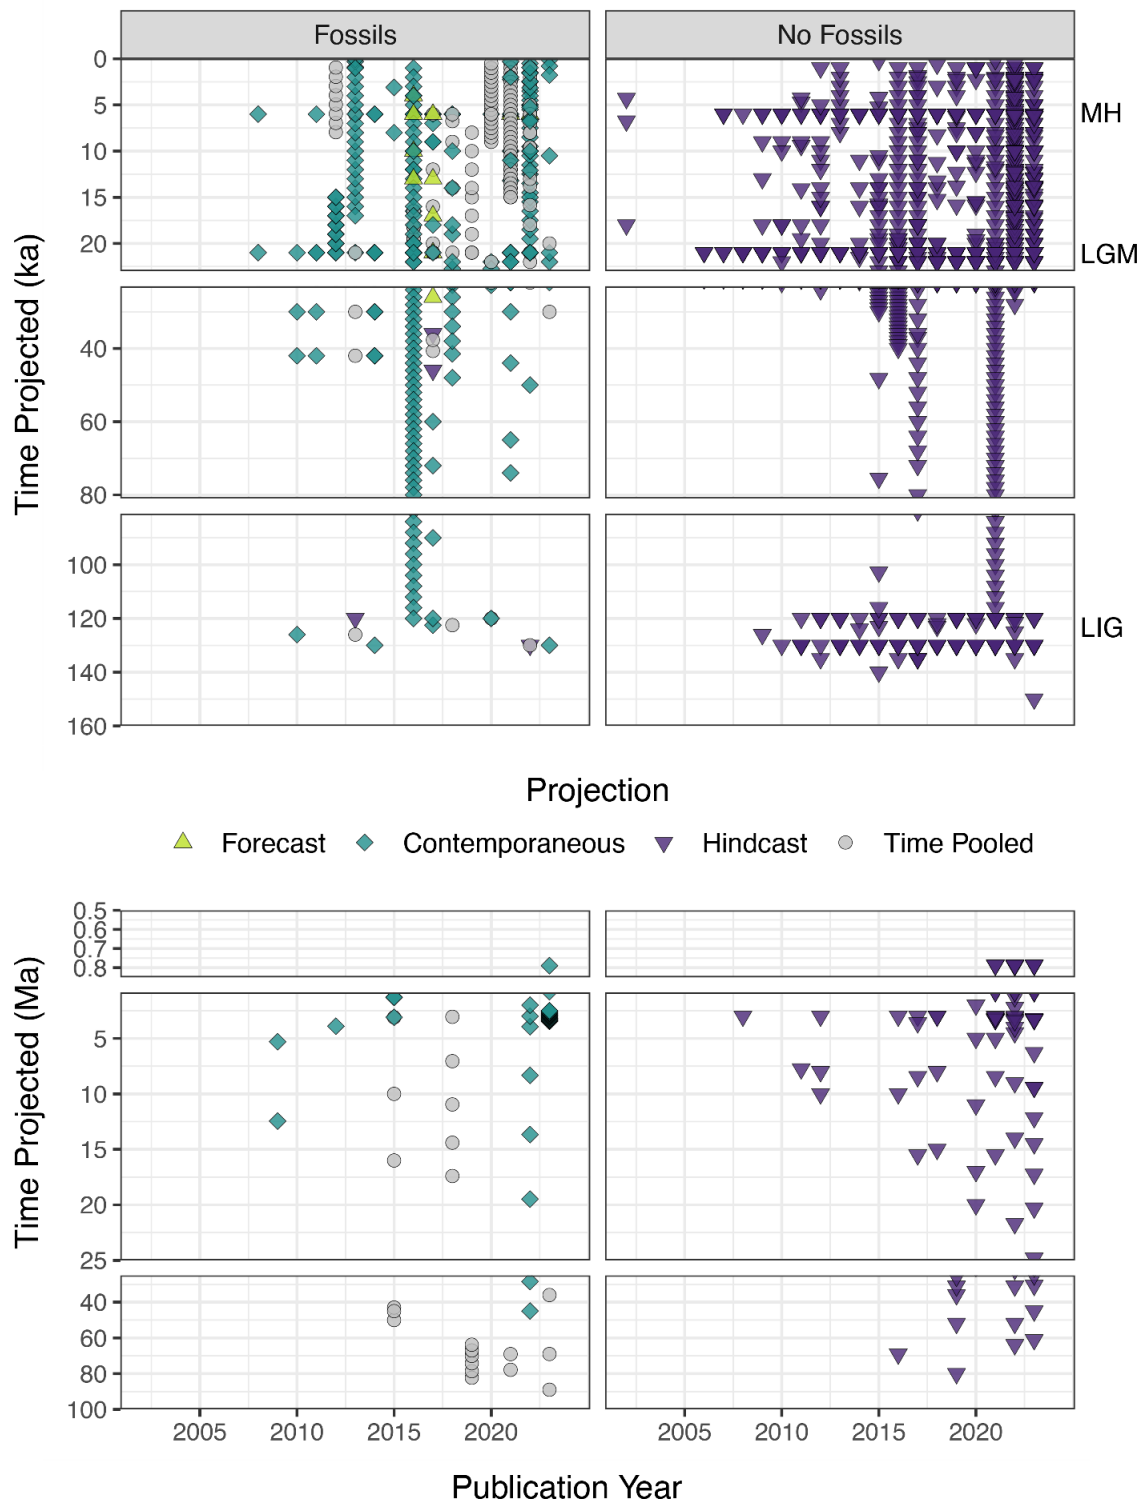 Fossils
No Fossils
Time Projected (ka)
0
5
10
15
20
MH
LGM
40
60
80
100
120
140
160
LIG
Projection
Forecast Contemporaneous Hindcast Time Pooled
Time Projected (Ma)
0.5
0.6
0.7
0.8
5
10
15
20
25
40
60
80
100
2005 2010 2015 2020
2005 2010 2015 2020
Publication Year